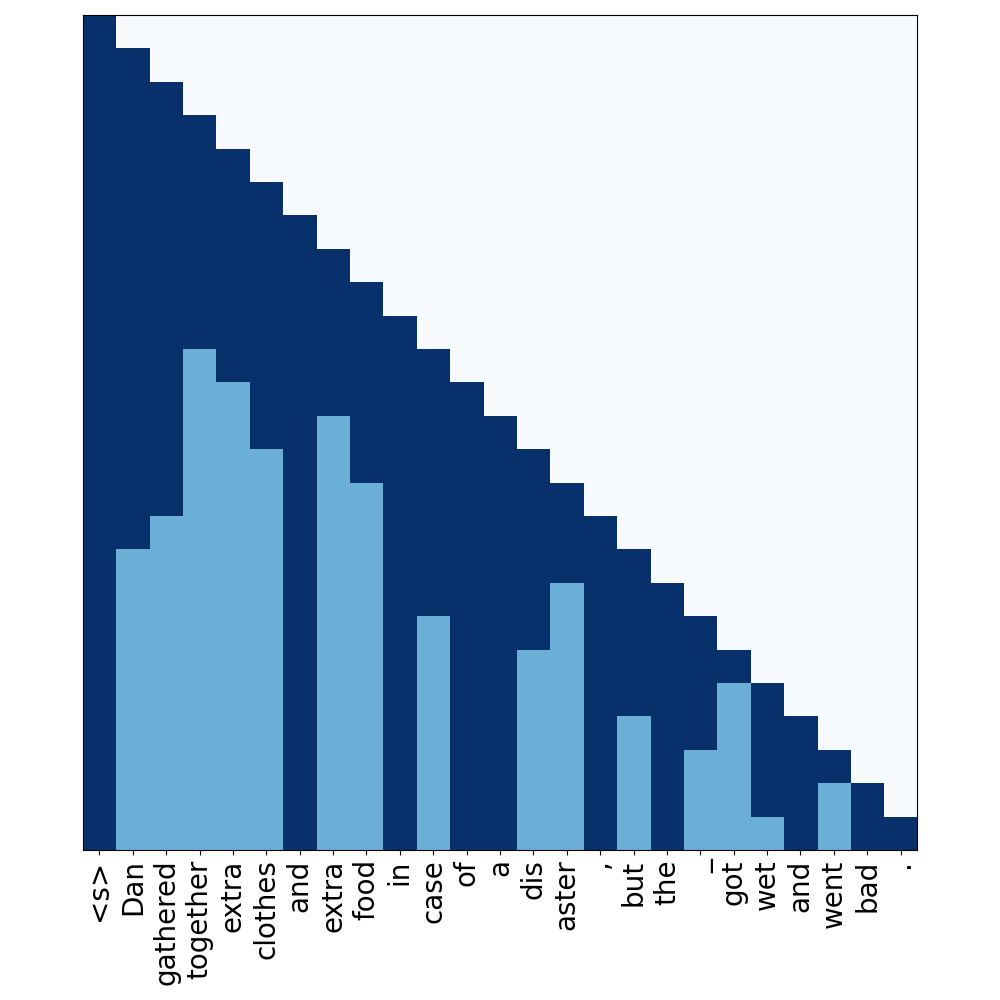 <s> Dan gathered together extra clothes and extra food in case of a dis aster , but the _ got wet and went bad .